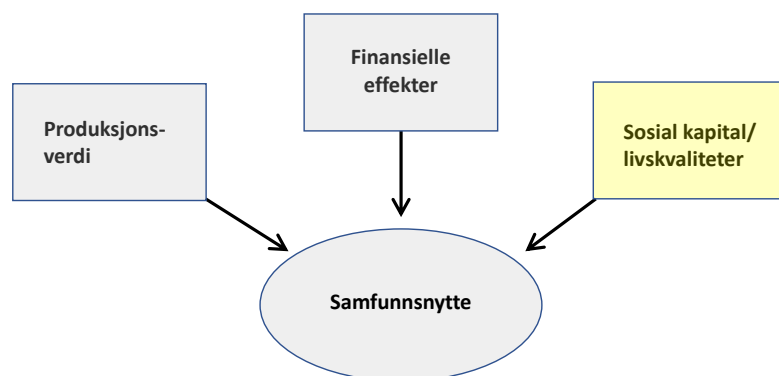 Finansielle
effekter
Produksjons-
verdi
Sosial kapital/
livskvaliteter
Samfunnsnytte